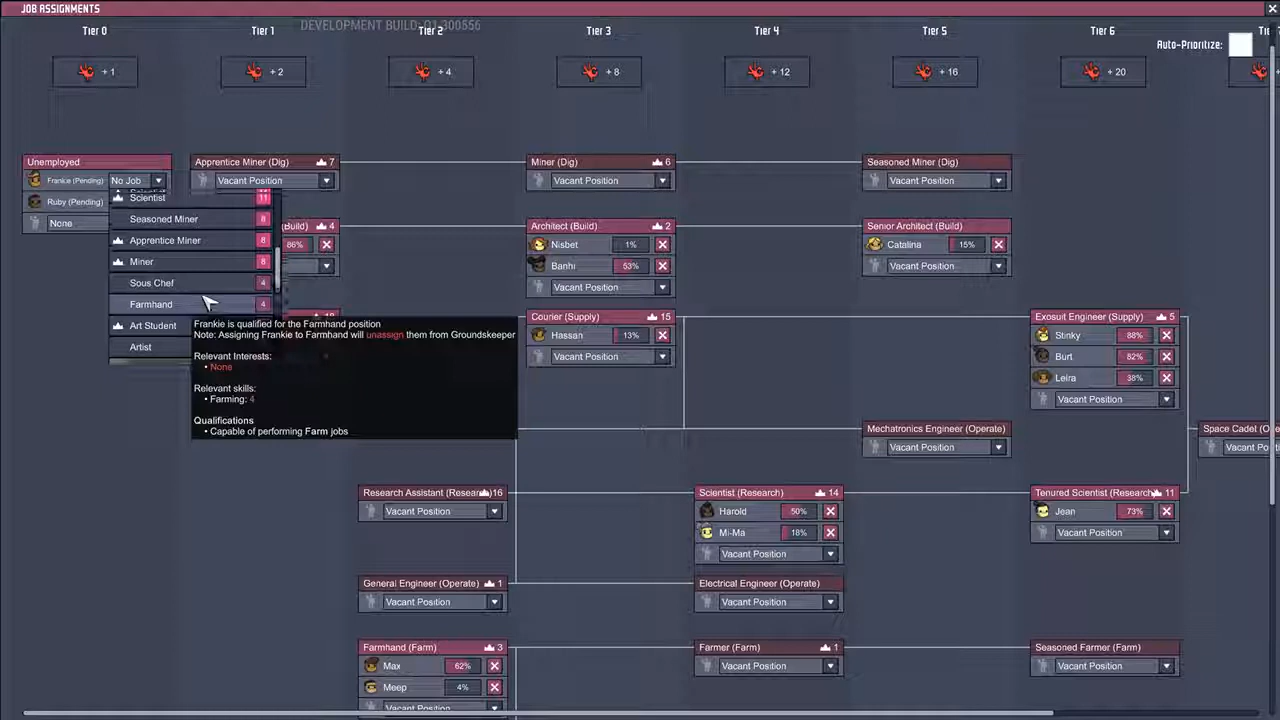 JOB ASSIGNMENTS
DEVELOPMENT BUILD: Q1-300556
Tier 0 Tier 1 Tier 2 Tier 3 Tier 4 Tier 5 Tier 6
Auto-Prioritize:
+ 1 + 2 + 4 + 8 + 12 + 16 + 20
Unemployed Apprentice Miner (Dig) 7 Miner (Dig) 6 Seasoned Miner (Dig)
Frankie (Pending) No Job Vacant Position Vacant Position Vacant Position
Scientist 11
Ruby (Pending)
Seasoned Miner 8
None
(Build) 4 Architect (Build) 2 Senior Architect (Build)
Apprentice Miner 8
86% Nisbet 1% Catalina 15%
Miner 8
Banhi 53% Vacant Position
Sous Chef 4
Vacant Position
Farmhand 4
Courier (Supply) 15 Exosuit Engineer (Supply) 5
Art Student
Frankie is qualified for the Farmhand position
Note: Assigning Frankie to Farmhand will unassign them from Groundskeeper
Hassan 13% Stinky 88%
Artist
Relevant Interests:
• None
Vacant Position Burt 82%
Leira 38%
Relevant skills:
• Farming: 4
Vacant Position
Qualifications
• Capable of performing Farm jobs
Mechatronics Engineer (Operate) Space Cadet
Vacant Position
Research Assistant (Resear 16 Scientist (Research) 14 Tenured Scientist (Research 11
Vacant Position Harold 50% Jean 73%
Mi-Ma 18% Vacant Position
Vacant Position
General Engineer (Operate) 1 Electrical Engineer (Operate)
Vacant Position Vacant Position
Farmhand (Farm) 3 Farmer (Farm) 1 Seasoned Farmer (Farm)
Max 62% Vacant Position Vacant Position
Meep 4%
Vacant Position